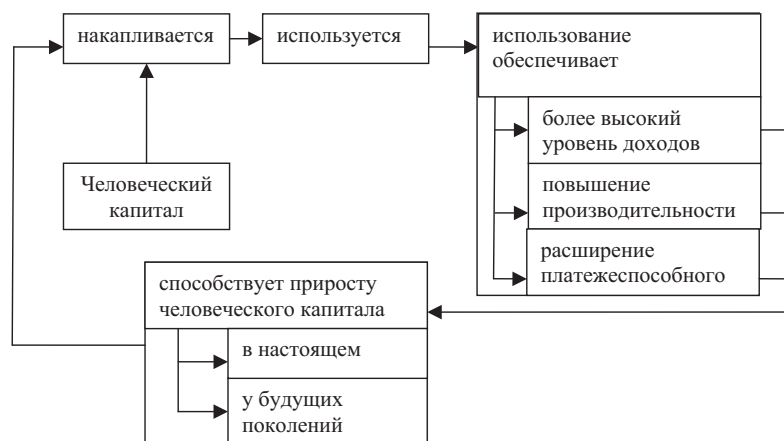 накапливается
используется
использование
обеспечивает
более высокий
уровень доходов
Человеческий
капитал
повышение
производительности
расширение
платежеспособного
способствует приросту
человеческого капитала
в настоящем
у будущих
поколений